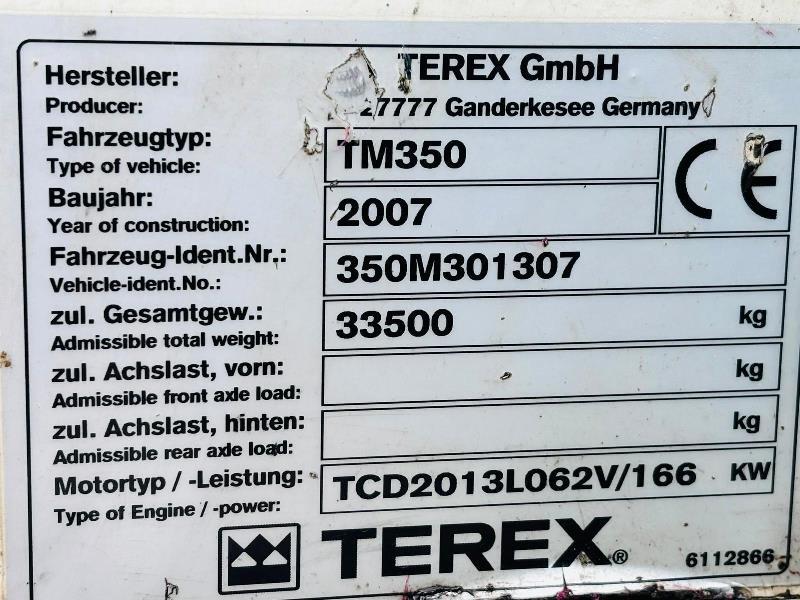 Hersteller: TEREX GmbH
Producer: 27777 Ganderkesee Germany
Fahrzeugtyp: TM350
Type of vehicle:
Baujahr: 2007
Year of construction:
CE
Fahrzeug-Ident.Nr.: 350M301307
Vehicle-ident.No.:
zul. Gesamtgew.: 33500 kg
Admissible total weight:
zul. Achslast, vorn: kg
Admissible front axle load:
zul. Achslast, hinten: kg
Admissible rear axle load:
Motortyp / -Leistung: TCD2013L062V/166 KW
Type of Engine / -power:
TEREX® 6112866